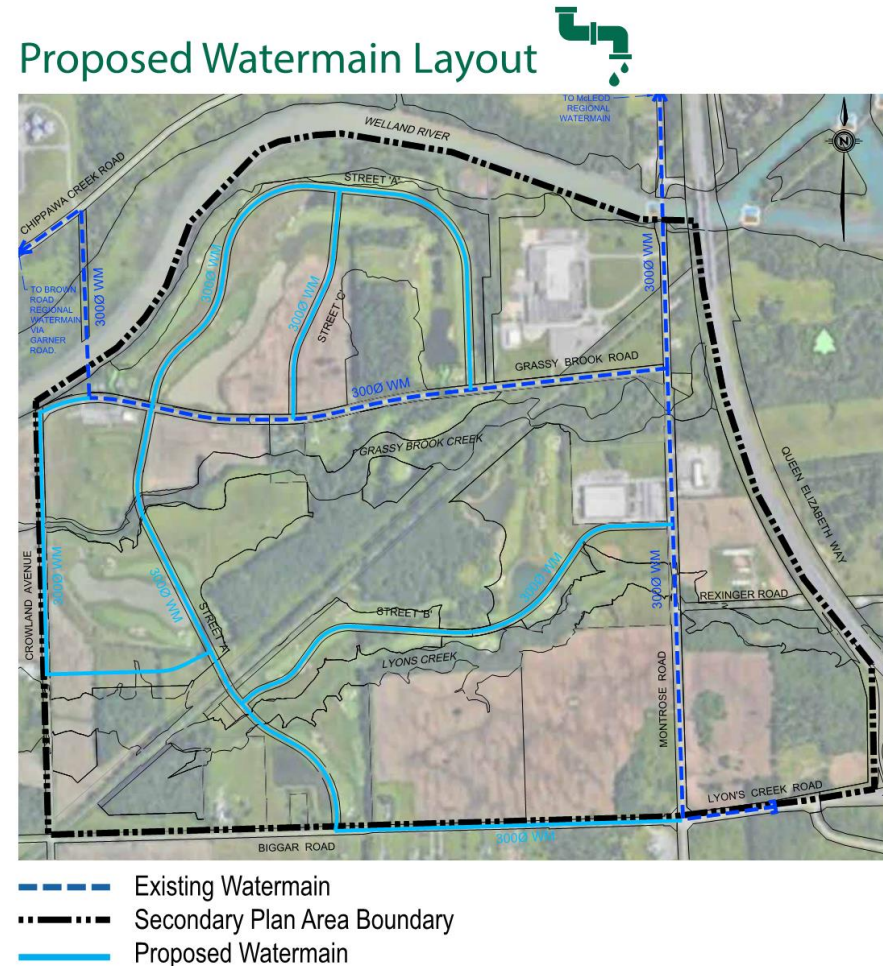 Proposed Watermain Layout
TO McLEOD
REGIONAL
WATERMAIN
WELLAND RIVER
N
CHIPPAWA CREEK ROAD
STREET 'A'
300Ø WM
TO BROWN
ROAD
REGIONAL
WATERMAIN
VIA
GARNER
ROAD.
300Ø WM
300Ø WM
STREET 'C'
300Ø WM
GRASSY BROOK ROAD
300Ø WM
GRASSY BROOK CREEK
QUEEN ELIZABETH WAY
CROWLAND AVENUE
300Ø WM
300Ø WM
STREET 'A'
STREET 'B'
300Ø WM
300Ø WM
REXINGER ROAD
LYONS CREEK
MONTROSE ROAD
LYON'S CREEK ROAD
BIGGAR ROAD
300Ø WM
Existing Watermain
Secondary Plan Area Boundary
Proposed Watermain